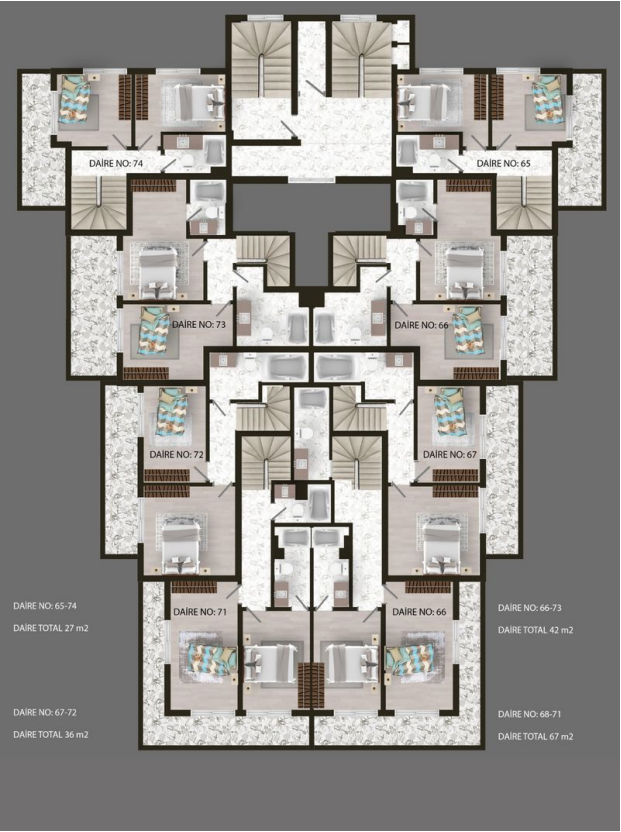 DAİRE NO: 74
DAİRE NO: 65
DAİRE NO: 73
DAİRE NO: 66
DAİRE NO: 72
DAİRE NO: 67
DAİRE NO: 71
DAİRE NO: 66
DAİRE NO: 65-74
DAİRE TOTAL 27 m2
DAİRE NO: 66-73
DAİRE TOTAL 42 m2
DAİRE NO: 67-72
DAİRE TOTAL 36 m2
DAİRE NO: 68-71
DAİRE TOTAL 67 m2